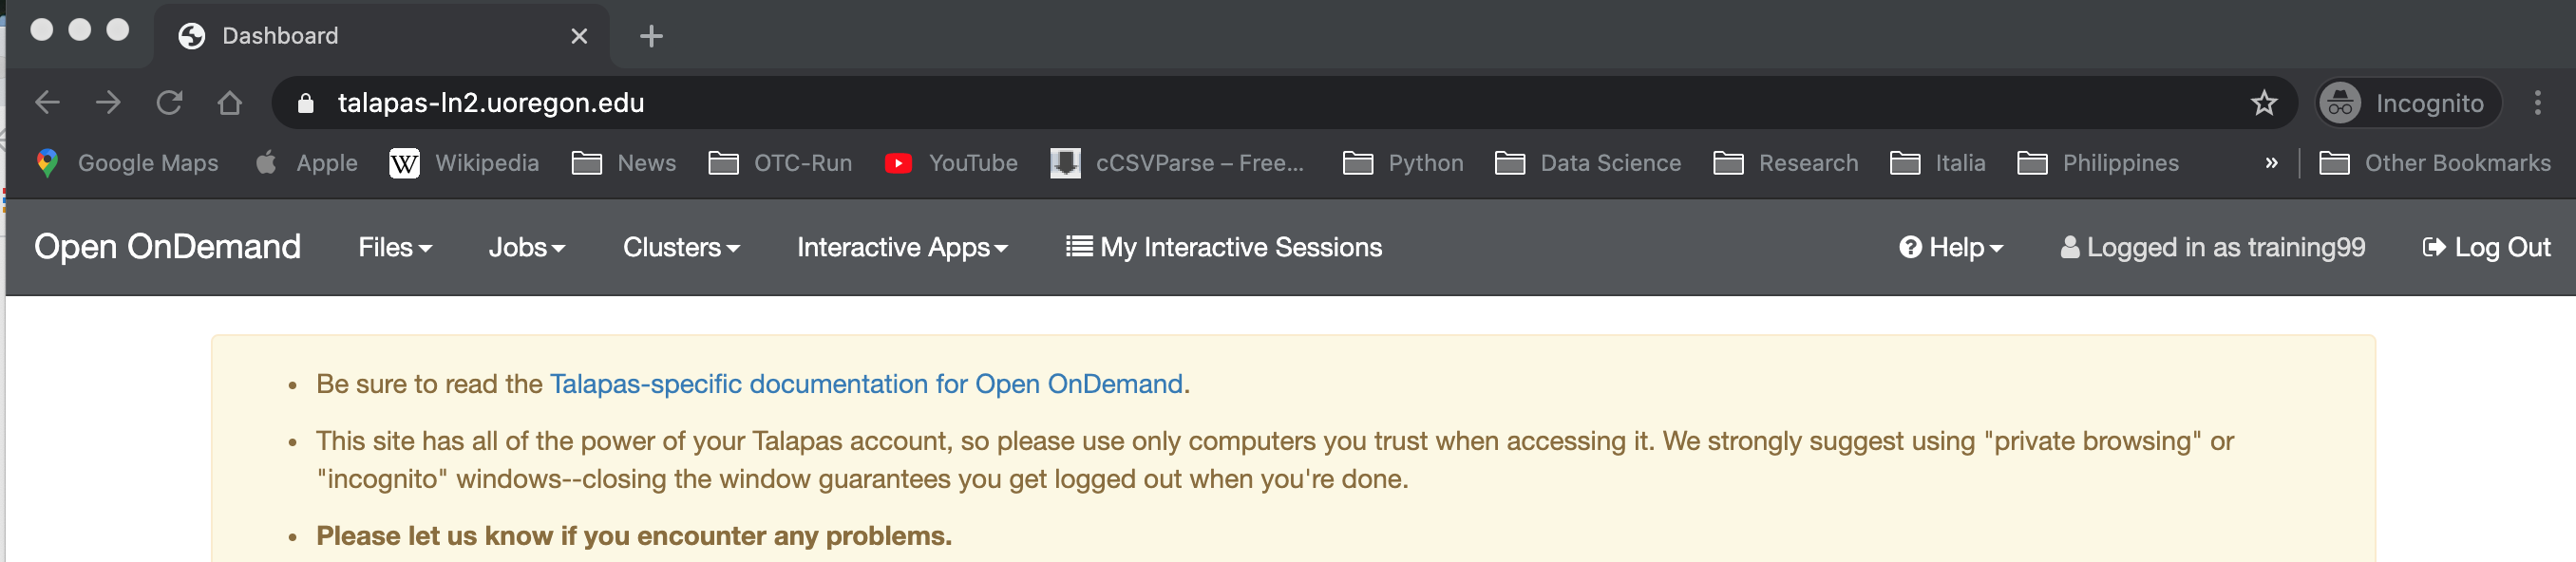 Dashboard
talapas-ln2.uoregon.edu
Incognito
Google Maps Apple W Wikipedia News OTC-Run YouTube cCSVParse – Free... Python Data Science Research Italia Philippines » Other Bookmarks
Open OnDemand Files Jobs Clusters Interactive Apps My Interactive Sessions Help Logged in as training99 Log Out
• Be sure to read the Talapas-specific documentation for Open OnDemand.
• This site has all of the power of your Talapas account, so please use only computers you trust when accessing it. We strongly suggest using "private browsing" or
"incognito" windows--closing the window guarantees you get logged out when you're done.
• Please let us know if you encounter any problems.